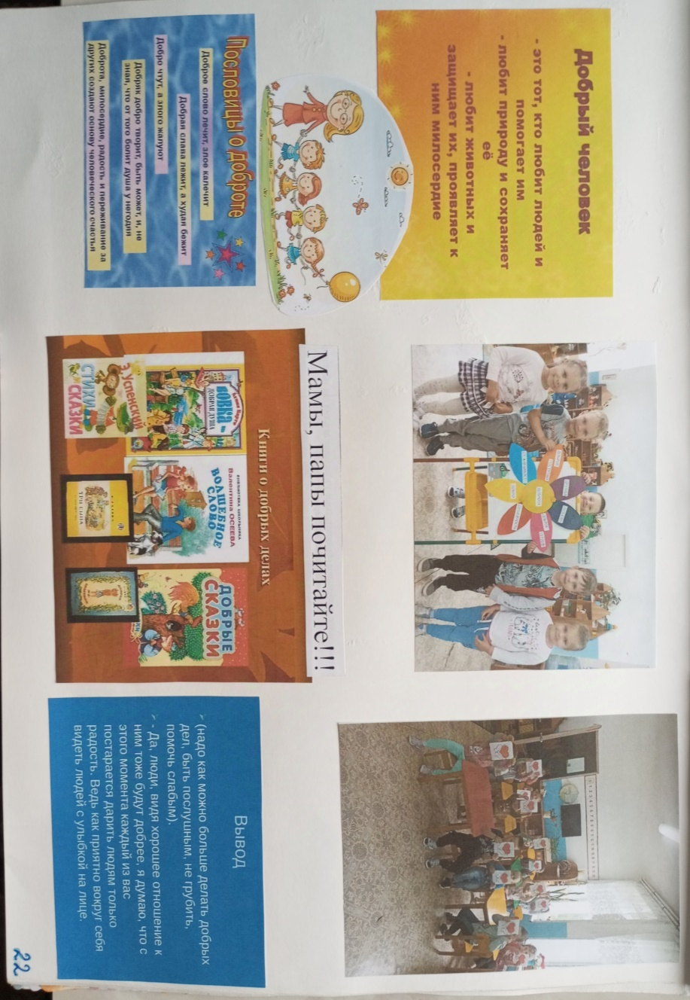 Добрый человек
- это тот, кто любит людей и
помогает им
- любит природу и сохраняет
её
- любит животных и
защищает их, проявляет к
ним милосердие
Пословицы о доброте
Доброе слово лечит, злое калечит
Добрая слава лежит, а худая бежит
Добро чтут, а злого жалуют
Добряк добро творит, быть может, и, не
зная, что от того болит душа у негодяя
Доброта, милосердие, радость и переживание за
других создают основу человеческого счастья
Мамы, папы почитайте!!!
Книги о добрых делах
Агния Барто
ВОВКА -
ДОБРАЯ ДУША
Э. УСПЕНСКИЙ
СТИХИ
СКАЗКИ
БИБЛИОТЕКА ШКОЛЬНИКА
ВАЛЕНТИНА ОСЕЕВА
ВОЛШЕБНОЕ
СЛОВО
ТРИ СЫНА
ДОБРЫЕ
СКАЗКИ
Вывод
(надо как можно больше делать добрых
дел, быть послушным, не грубить,
помочь слабым).
- Да, люди, видя хорошее отношение к
ним тоже будут добрее, я думаю, что с
этого момента каждый из вас
постарается дарить людям только
радость. Ведь как приятно вокруг себя
видеть людей с улыбкой на лице.
22